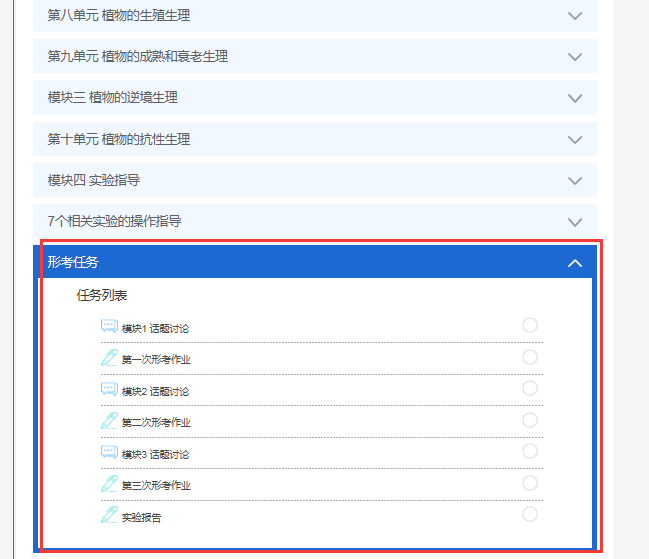 第八单元 植物的生殖生理
第九单元 植物的成熟和衰老生理
模块三 植物的逆境生理
第十单元 植物的抗性生理
模块四 实验指导
7个相关实验的操作指导
形考任务
任务列表
模块1 话题讨论
第一次形考作业
模块2 话题讨论
第二次形考作业
模块3 话题讨论
第三次形考作业
实验报告